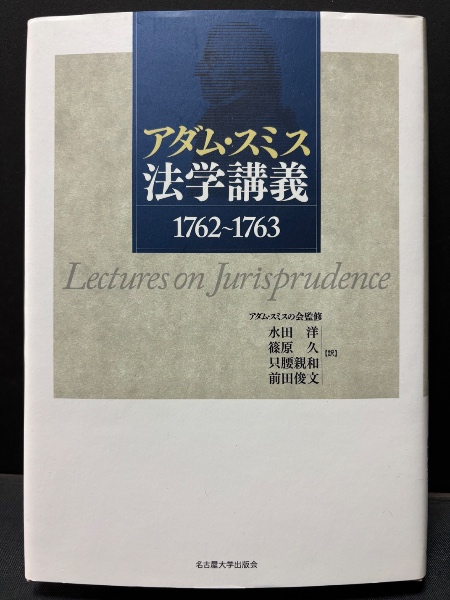 アダム・スミス
法学講義
1762~1763
Lectures on Jurisprudence
アダム・スミスの会監修
水田 洋
篠原 久
只腰親和
前田俊文
【訳】
名古屋大学出版会